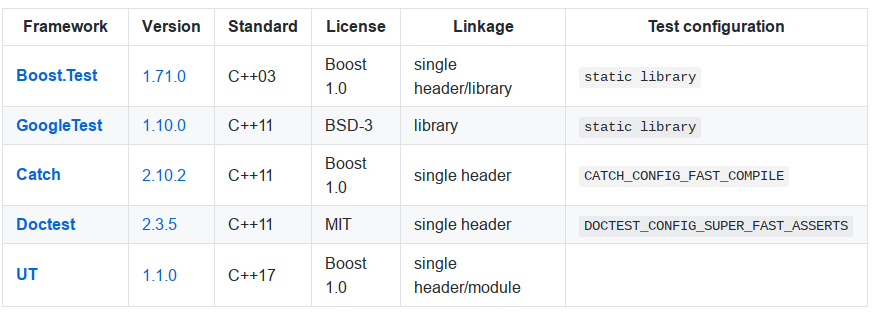 Framework Version Standard License Linkage Test configuration
Boost.Test 1.71.0 C++03 Boost 1.0 single header/library static library
GoogleTest 1.10.0 C++11 BSD-3 library static library
Catch 2.10.2 C++11 Boost 1.0 single header CATCH_CONFIG_FAST_COMPILE
Doctest 2.3.5 C++11 MIT single header DOCTEST_CONFIG_SUPER_FAST_ASSERTS
UT 1.1.0 C++17 Boost 1.0 single header/module